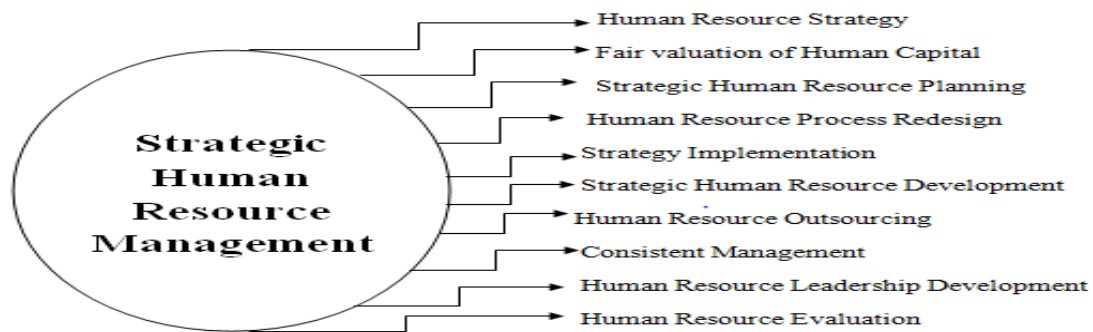 Strategic
Human
Resource
Management
Human Resource Strategy
Fair valuation of Human Capital
Strategic Human Resource Planning
Human Resource Process Redesign
Strategy Implementation
Strategic Human Resource Development
Human Resource Outsourcing
Consistent Management
Human Resource Leadership Development
Human Resource Evaluation